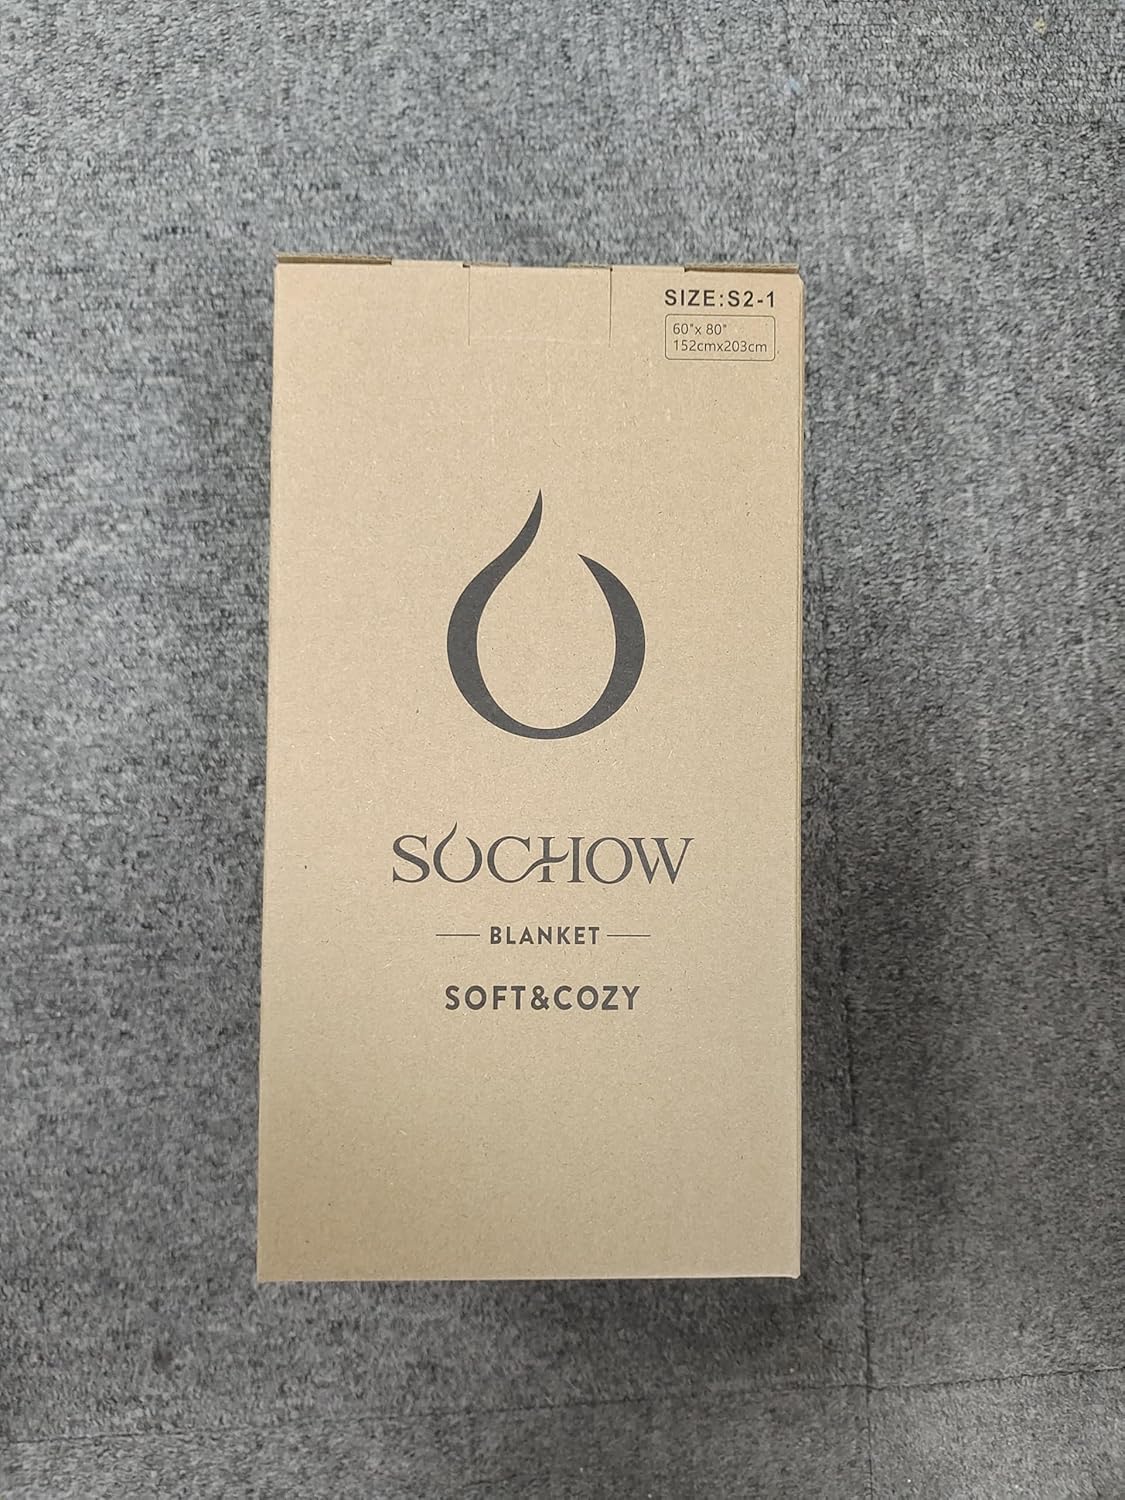 SIZE:S2-1
60"x 80"
152cmx203cm
SOCHOW
BLANKET
SOFT&COZY